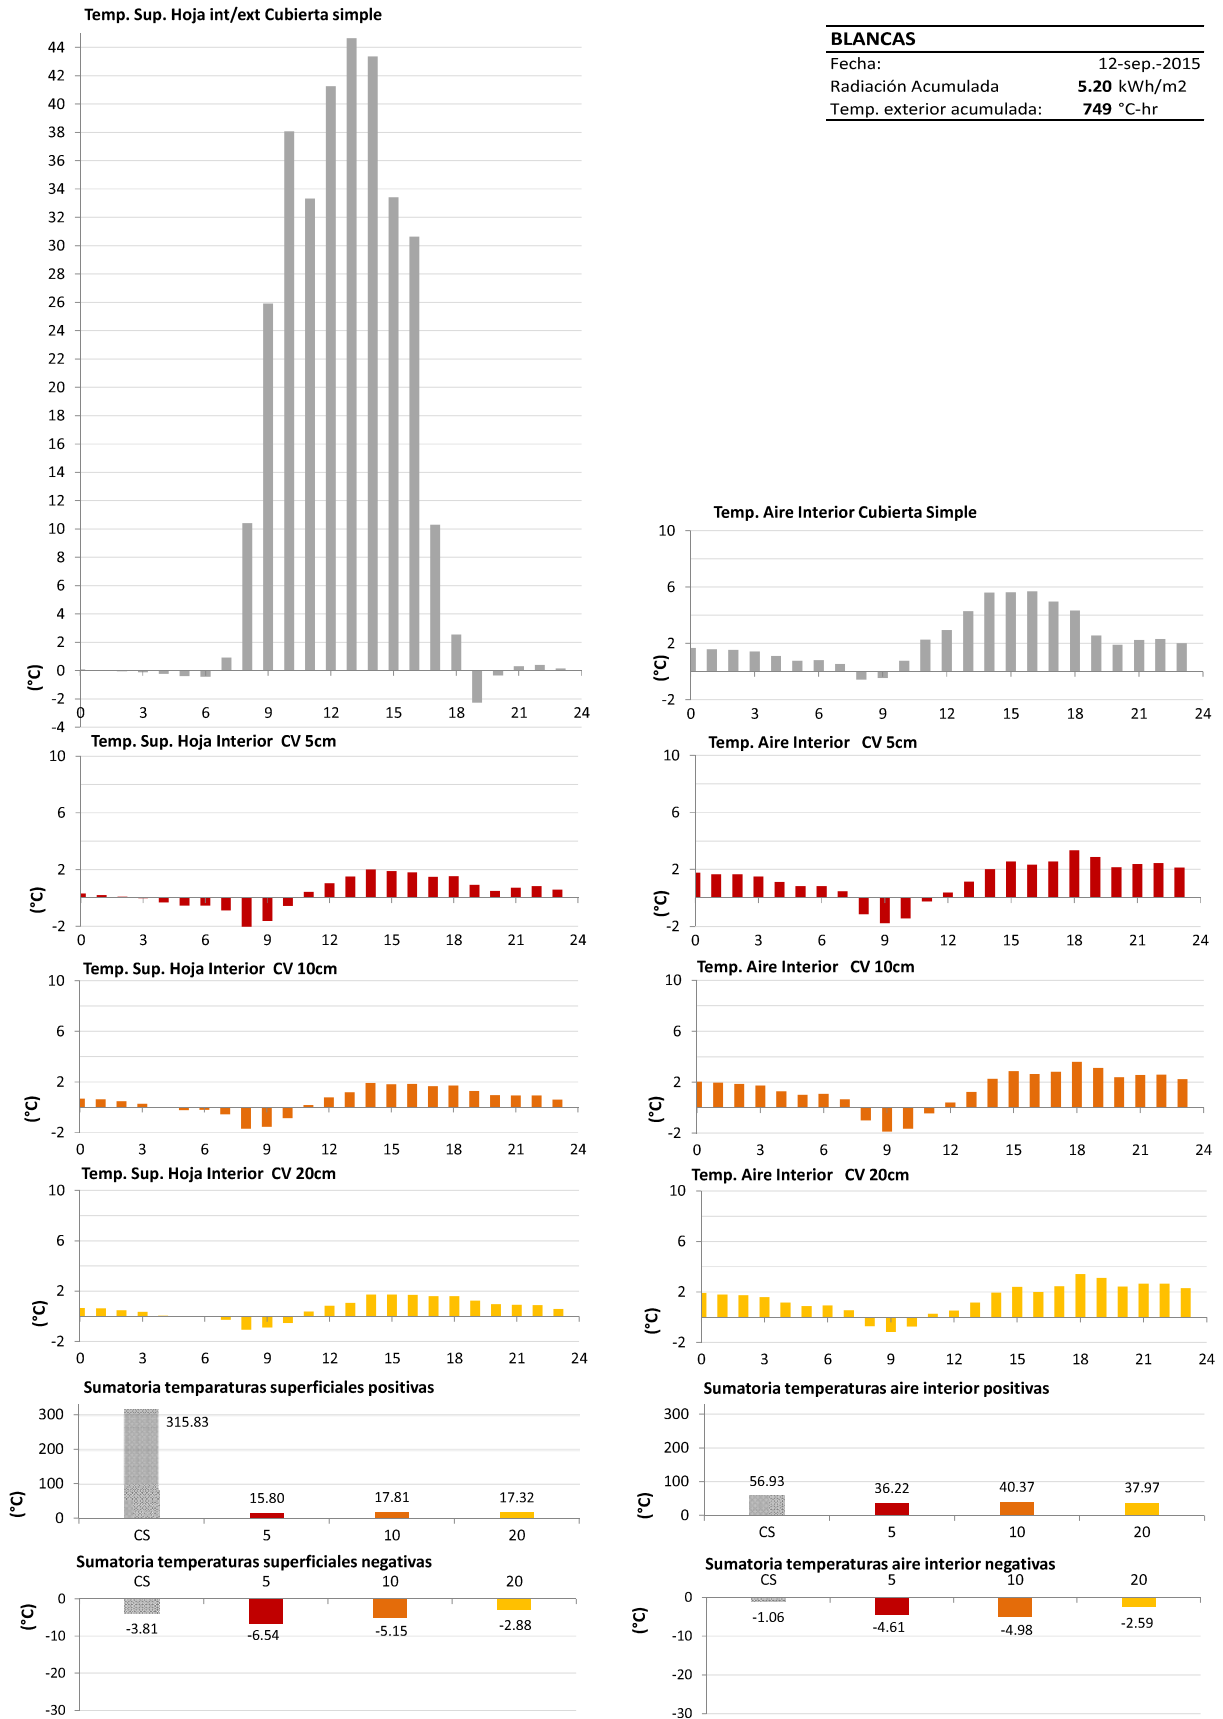 Temp. Sup. Hoja int/ext Cubierta simple
44
42
40
38
36
34
32
30
28
26
24
22
20
18
16
14
12
10
8
6
4
2
0
-2
-4
(°C)
0 3 6 9 12 15 18 21 24
BLANCAS
Fecha: 12-sep.-2015
Radiación Acumulada 5.20 kWh/m2
Temp. exterior acumulada: 749 °C-hr
Temp. Aire Interior Cubierta Simple
10
6
2
-2
(°C)
0 3 6 9 12 15 18 21 24
Temp. Sup. Hoja Interior CV 5cm
10
6
2
-2
(°C)
0 3 6 9 12 15 18 21 24
Temp. Aire Interior CV 5cm
10
6
2
-2
(°C)
0 3 6 9 12 15 18 21 24
Temp. Sup. Hoja Interior CV 10cm
10
6
2
-2
(°C)
0 3 6 9 12 15 18 21 24
Temp. Aire Interior CV 10cm
10
6
2
-2
(°C)
0 3 6 9 12 15 18 21 24
Temp. Sup. Hoja Interior CV 20cm
10
6
2
-2
(°C)
0 3 6 9 12 15 18 21 24
Temp. Aire Interior CV 20cm
10
6
2
-2
(°C)
0 3 6 9 12 15 18 21 24
Sumatoria temparaturas superficiales positivas
300
200
100
0
(°C)
315.83
15.80 17.81 17.32
CS 5 10 20
Sumatoria temperaturas aire interior positivas
300
200
100
0
(°C)
56.93 36.22 40.37 37.97
CS 5 10 20
Sumatoria temperaturas superficiales negativas
CS 5 10 20
0
-10
-20
-30
(°C)
-3.81 -6.54 -5.15 -2.88
Sumatoria temperaturas aire interior negativas
CS 5 10 20
0
-10
-20
-30
(°C)
-1.06 -4.61 -4.98 -2.59